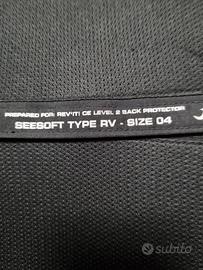 PREPARED FOR: REV'IT! CE LEVEL 2 BACK PROTECTOR
SEESOFT TYPE RV - SIZE 04
subito